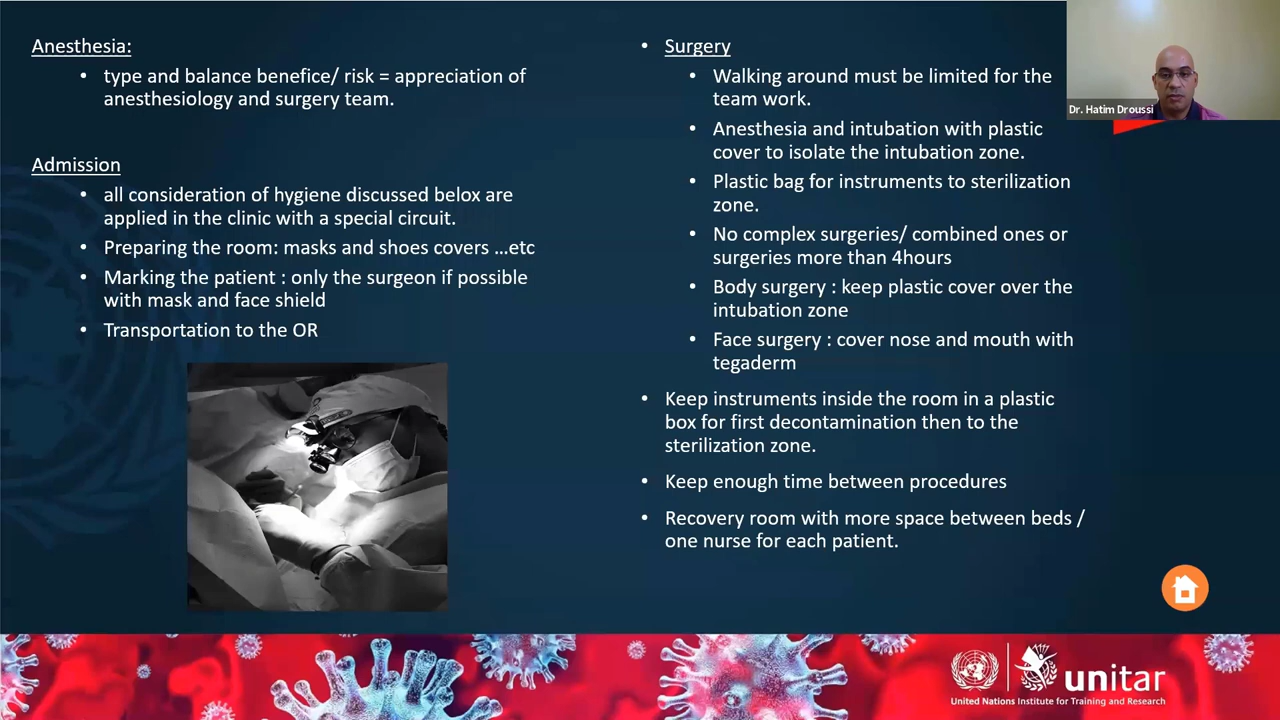 Anesthesia:
• type and balance benefice/ risk = appreciation of
anesthesiology and surgery team.
Admission
• all consideration of hygiene discussed belox are
applied in the clinic with a special circuit.
• Preparing the room: masks and shoes covers ...etc
• Marking the patient : only the surgeon if possible
with mask and face shield
• Transportation to the OR
• Surgery
• Walking around must be limited for the
team work.
• Anesthesia and intubation with plastic
cover to isolate the intubation zone.
• Plastic bag for instruments to sterilization
zone.
• No complex surgeries/ combined ones or
surgeries more than 4hours
• Body surgery : keep plastic cover over the
intubation zone
• Face surgery : cover nose and mouth with
tegaderm
• Keep instruments inside the room in a plastic
box for first decontamination then to the
sterilization zone.
• Keep enough time between procedures
• Recovery room with more space between beds /
one nurse for each patient.
Dr. Hatim Droussi
unitar
United Nations Institute for Training and Research